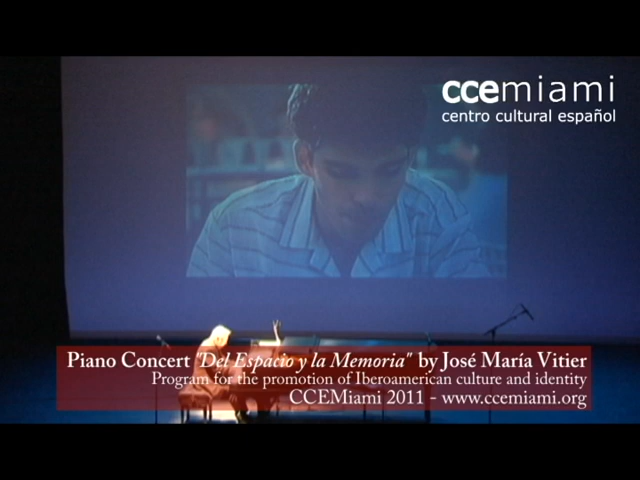 ccemiami
centro cultural español
Piano Concert "Del Espacio y la Memoria" by José María Vitier
Program for the promotion of Iberoamerican culture and identity
CCEMiami 2011 - www.ccemiami.org